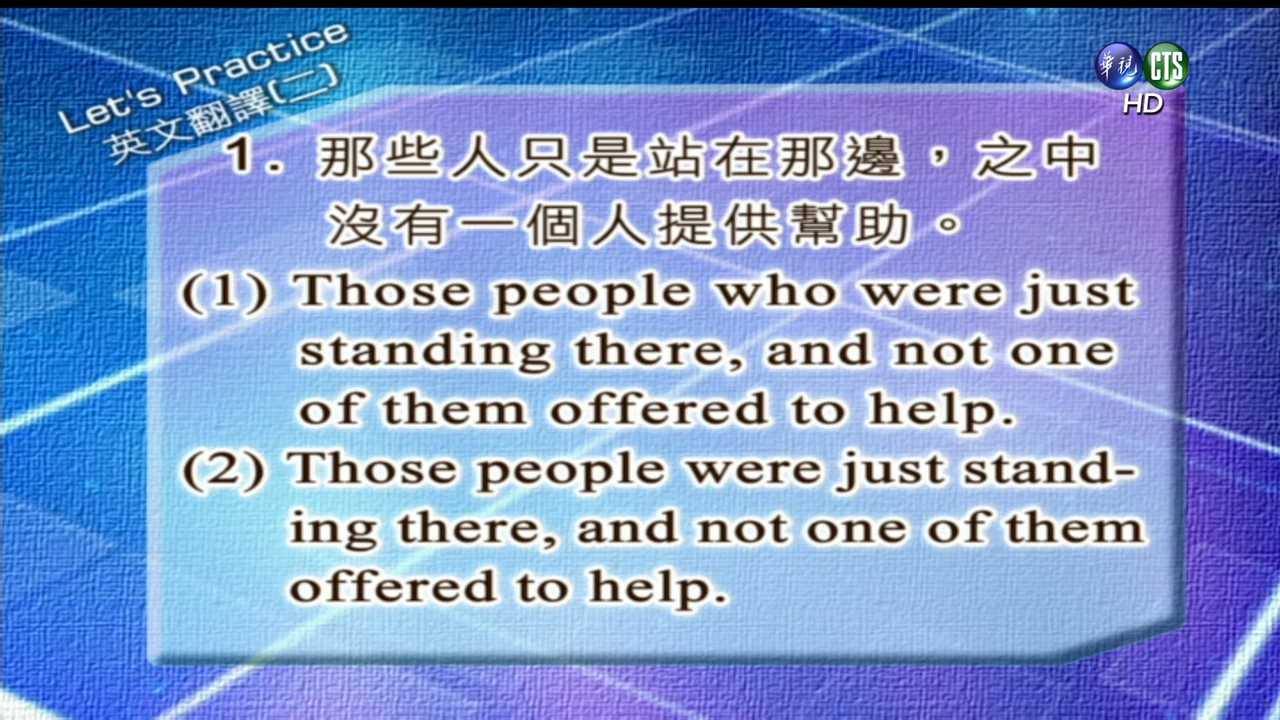 Let's Practice
英文翻譯(二)
華視 CTS
HD
1. 那些人只是站在那邊，之中
沒有一個人提供幫助。
(1) Those people who were just
standing there, and not one
of them offered to help.
(2) Those people were just stand-
ing there, and not one of them
offered to help.